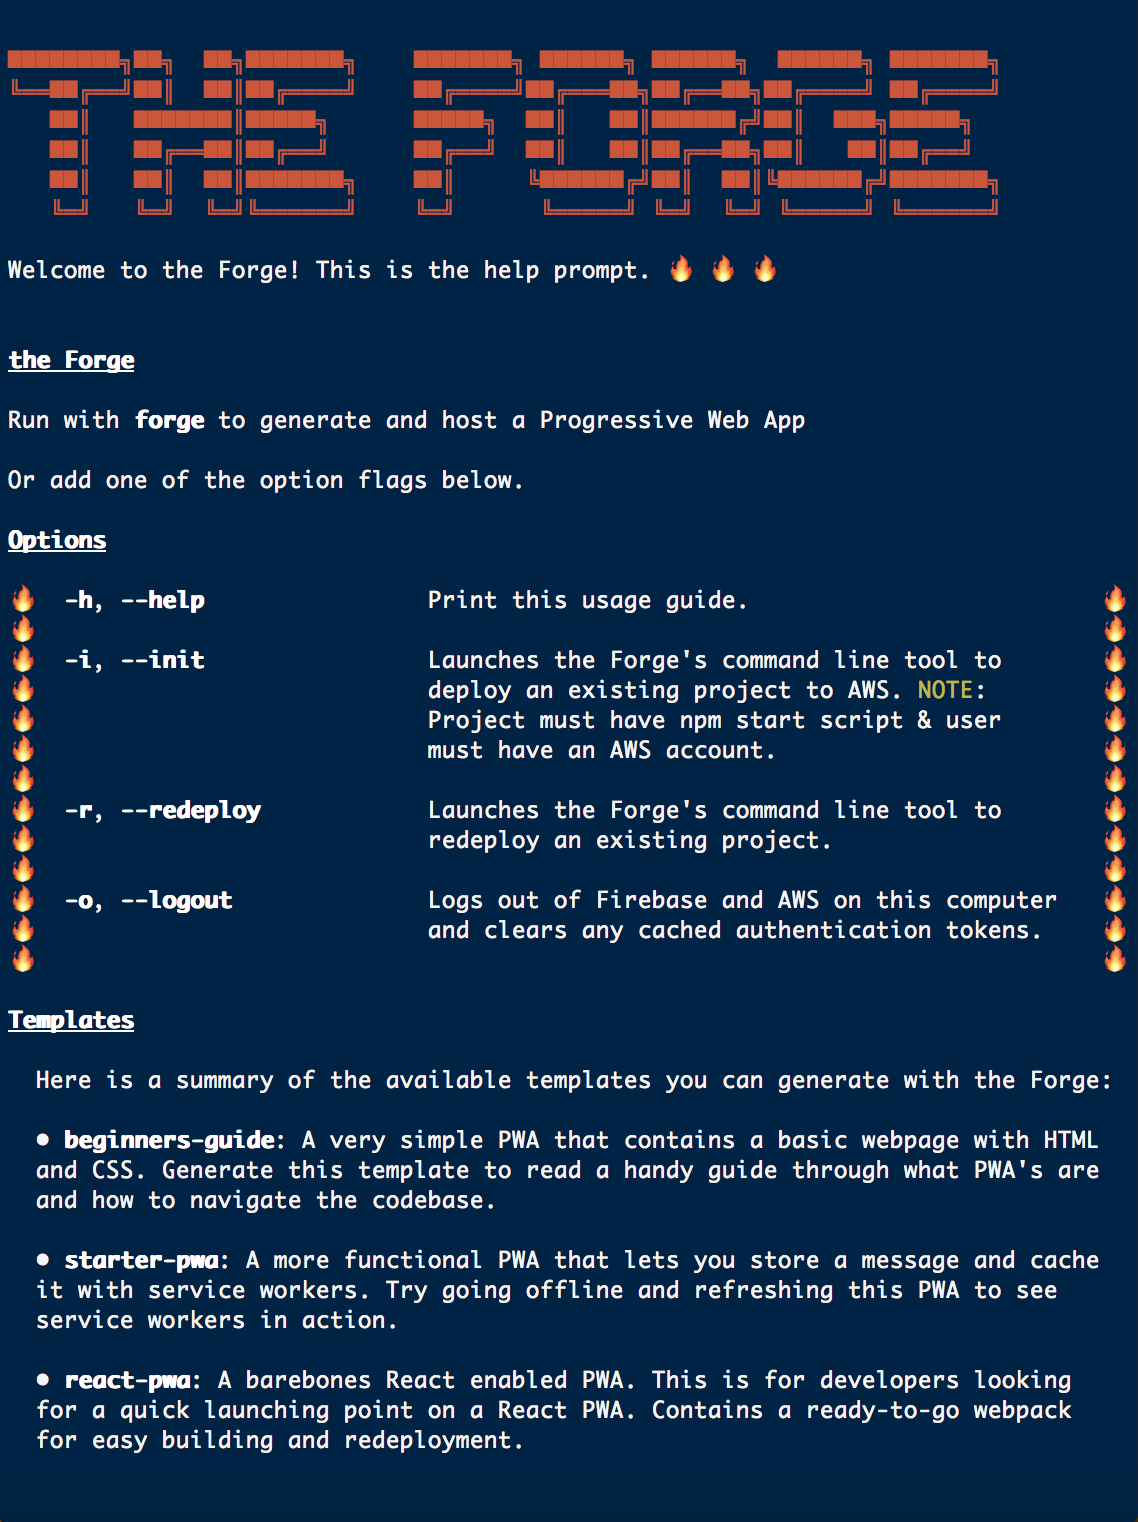 THE FORGE
Welcome to the Forge! This is the help prompt. 🔥 🔥 🔥
the Forge
Run with forge to generate and host a Progressive Web App
Or add one of the option flags below.
Options
-h, --help Print this usage guide.
-i, --init Launches the Forge's command line tool to
deploy an existing project to AWS. NOTE:
Project must have npm start script & user
must have an AWS account.
-r, --redeploy Launches the Forge's command line tool to
redeploy an existing project.
-o, --logout Logs out of Firebase and AWS on this computer
and clears any cached authentication tokens.
Templates
Here is a summary of the available templates you can generate with the Forge:
● beginners-guide: A very simple PWA that contains a basic webpage with HTML
and CSS. Generate this template to read a handy guide through what PWA's are
and how to navigate the codebase.
● starter-pwa: A more functional PWA that lets you store a message and cache
it with service workers. Try going offline and refreshing this PWA to see
service workers in action.
● react-pwa: A barebones React enabled PWA. This is for developers looking
for a quick launching point on a React PWA. Contains a ready-to-go webpack
for easy building and redeployment.